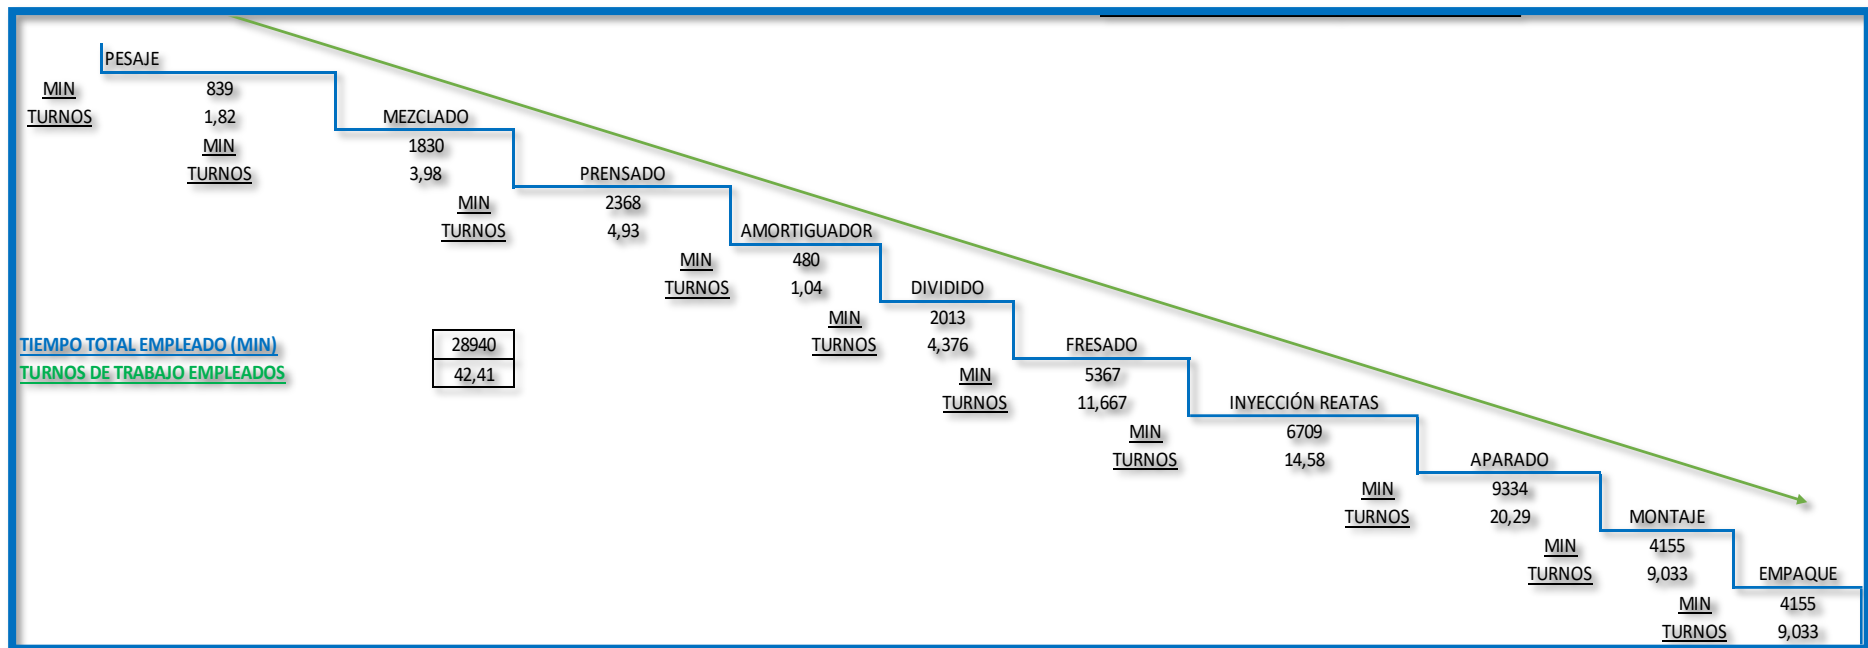 PESAJE
MIN 839
TURNOS 1,82 MEZCLADO
MIN 1830
TURNOS 3,98 PRENSADO
MIN 2368
TURNOS 4,93 AMORTIGUADOR
MIN 480
TURNOS 1,04 DIVIDIDO
MIN 2013
TIEMPO TOTAL EMPLEADO (MIN) 28940 TURNOS 4,376 FRESADO
TURNOS DE TRABAJO EMPLEADOS 42,41 MIN 5367
TURNOS 11,667 INYECCIÓN REATAS
MIN 6709
TURNOS 14,58 APARADO
MIN 9334
TURNOS 20,29 MONTAJE
MIN 4155
TURNOS 9,033 EMPAQUE
MIN 4155
TURNOS 9,033